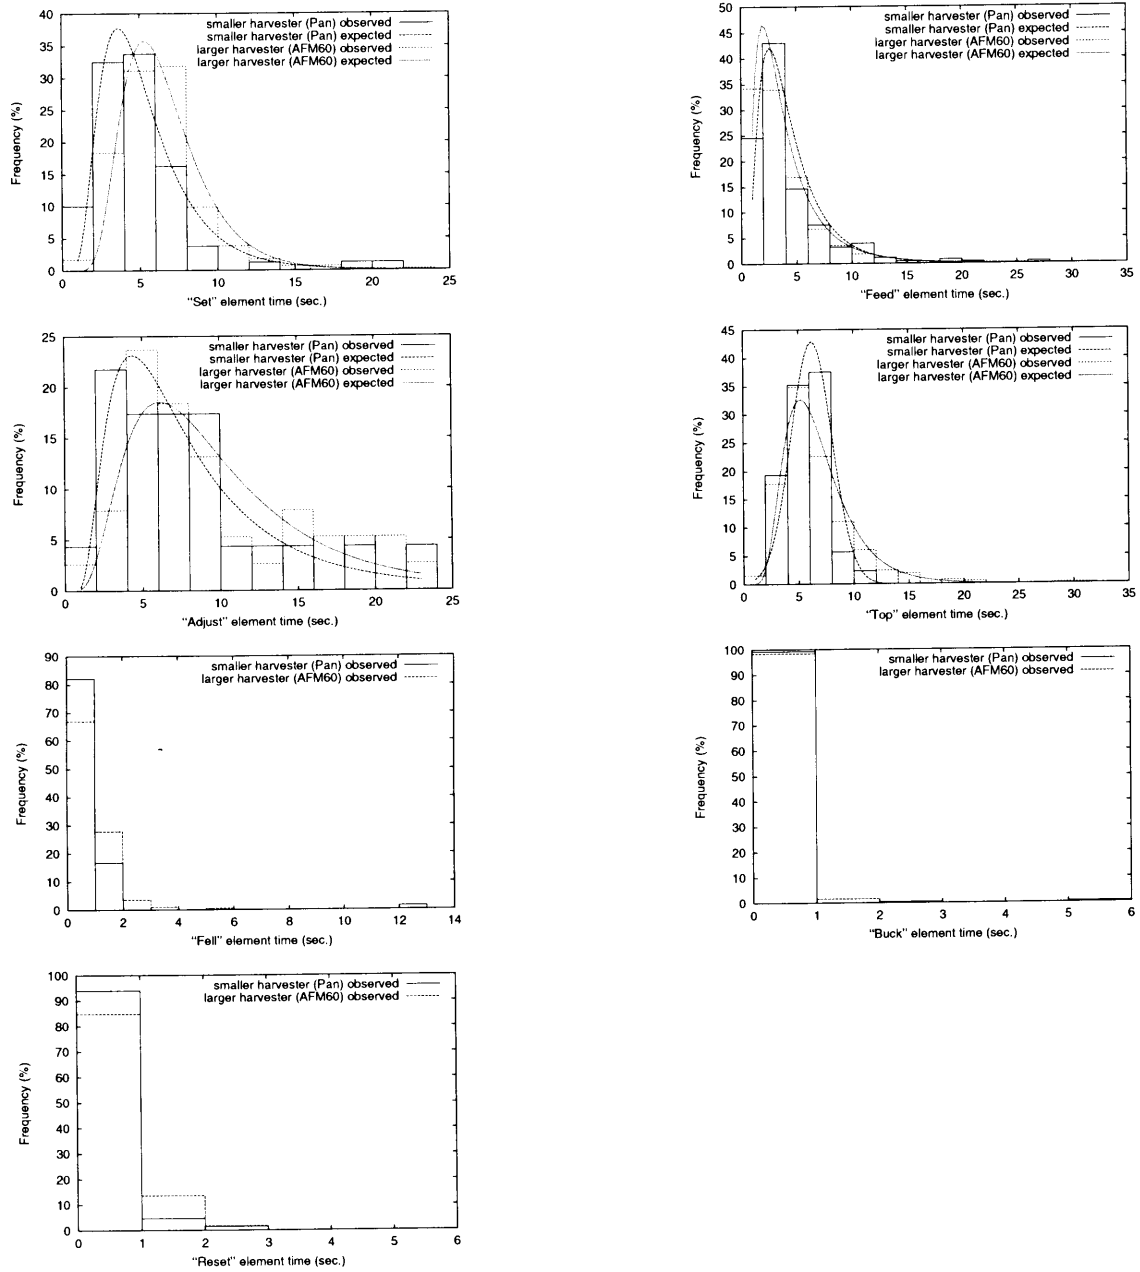 smaller harvester (Pan) observed
smaller harvester (Pan) expected
larger harvester (AFM60) observed
larger harvester (AFM60) expected
Frequency (%)
40
35
30
25
20
15
10
5
0
0 5 10 15 20 25
“Set” element time (sec.)
smaller harvester (Pan) observed
smaller harvester (Pan) expected
larger harvester (AFM60) observed
larger harvester (AFM60) expected
Frequency (%)
50
45
40
35
30
25
20
15
10
5
0
0 5 10 15 20 25 30 35
“Feed” element time (sec.)
smaller harvester (Pan) observed
smaller harvester (Pan) expected
larger harvester (AFM60) observed
larger harvester (AFM60) expected
Frequency (%)
25
20
15
10
5
0
0 5 10 15 20 25
“Adjust” element time (sec.)
smaller harvester (Pan) observed
smaller harvester (Pan) expected
larger harvester (AFM60) observed
larger harvester (AFM60) expected
Frequency (%)
45
40
35
30
25
20
15
10
5
0
0 5 10 15 20 25 30 35
“Top” element time (sec.)
smaller harvester (Pan) observed
larger harvester (AFM60) observed
Frequency (%)
90
80
70
60
50
40
30
20
10
0
0 2 4 6 8 10 12 14
“Fell” element time (sec.)
smaller harvester (Pan) observed
larger harvester (AFM60) observed
Frequency (%)
100
90
80
70
60
50
40
30
20
10
0
0 1 2 3 4 5 6
“Buck” element time (sec.)
smaller harvester (Pan) observed
larger harvester (AFM60) observed
Frequency (%)
100
90
80
70
60
50
40
30
20
10
0
0 1 2 3 4 5 6
“Reset” element time (sec.)